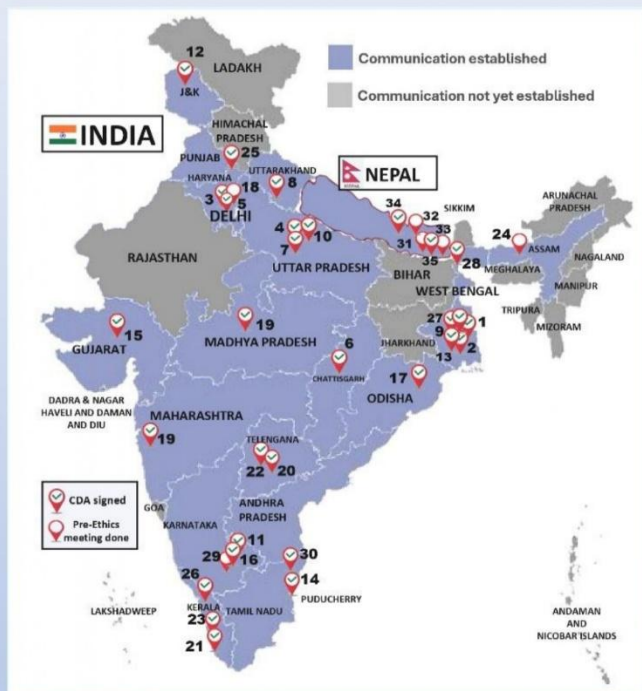 12
LADAKH
J&K
Communication established
Communication not yet established
INDIA
HIMACHAL
PRADESH
PUNJAB
25
UTTARAKHAND
HARYANA
18
8
3
5
DELHI
NEPAL
34
32
SIKKIM
31
33
35
28
ARUNACHAL
PRADESH
24
ASSAM
NAGALAND
MEGHALAYA
MANIPUR
TRIPURA
MIZORAM
RAJASTHAN
4
10
7
UTTAR PRADESH
BIHAR
WEST BENGAL
27
1
9
2
13
JHARKHAND
15
GUJARAT
19
MADHYA PRADESH
6
CHATTISGARH
17
ODISHA
DADRA & NAGAR
HAVELI AND DAMAN
AND DIU
MAHARASHTRA
19
TELENGANA
22
20
CDA signed
Pre-Ethics
meeting done
GOA
KARNATAKA
ANDHRA
PRADESH
11
29
16
30
14
PUDUCHERRY
26
KERALA
TAMIL NADU
23
21
LAKSHADWEEP
ANDAMAN
AND
NICOBAR ISLANDS